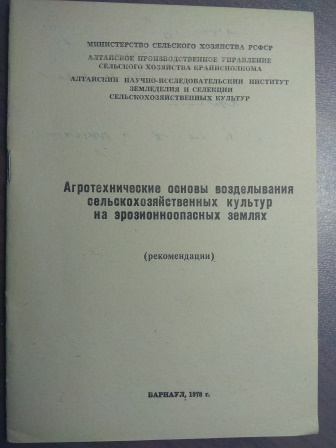 МИНИСТЕРСТВО СЕЛЬСКОГО ХОЗЯЙСТВА РСФСР
АЛТАЙСКОЕ ПРОИЗВОДСТВЕННОЕ УПРАВЛЕНИЕ
СЕЛЬСКОГО ХОЗЯЙСТВА КРАЙИСПОЛКОМА
АЛТАЙСКИЙ НАУЧНО-ИССЛЕДОВАТЕЛЬСКИЙ ИНСТИТУТ
ЗЕМЛЕДЕЛИЯ И СЕЛЕКЦИИ
СЕЛЬСКОХОЗЯЙСТВЕННЫХ КУЛЬТУР
Агротехнические основы возделывания
сельскохозяйственных культур
на эрозионноопасных землях
(рекомендации)
БАРНАУЛ, 1978 г.